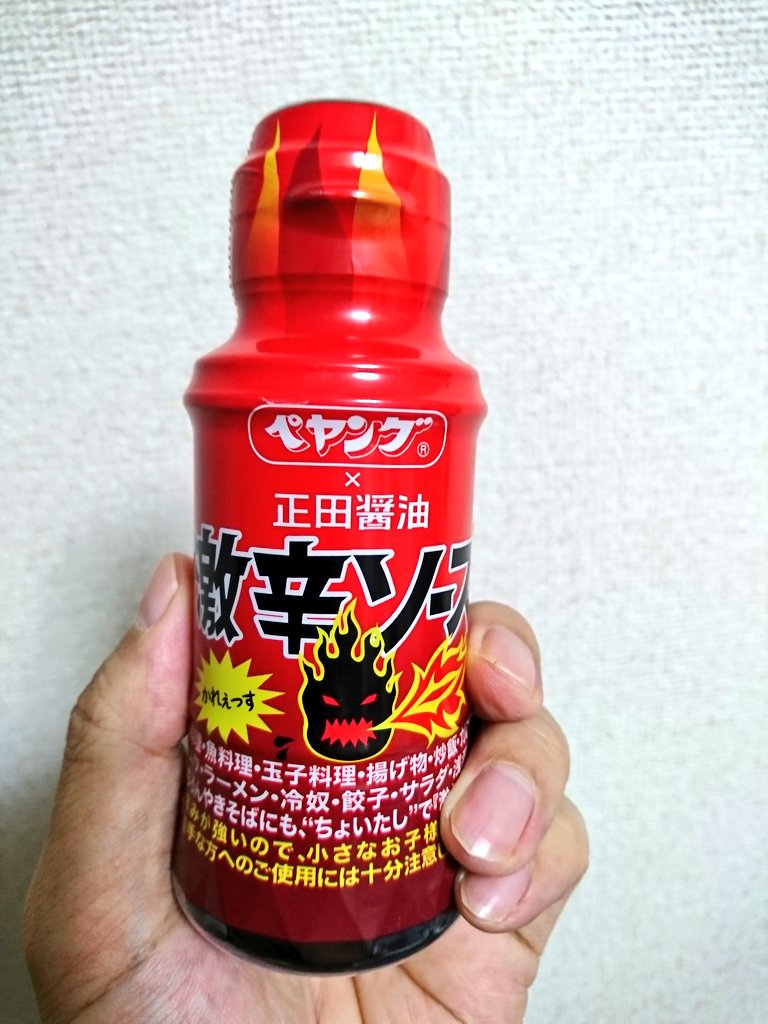 ペヤング®
×
正田醤油
激辛ソース
かれぇっす
・魚料理・玉子料理・揚げ物・炒飯・
・ラーメン・冷奴・餃子・サラダ・
やきそばにも、“ちょいたし”で
が強いので、小さなお子様
手な方へのご使用には十分注意し